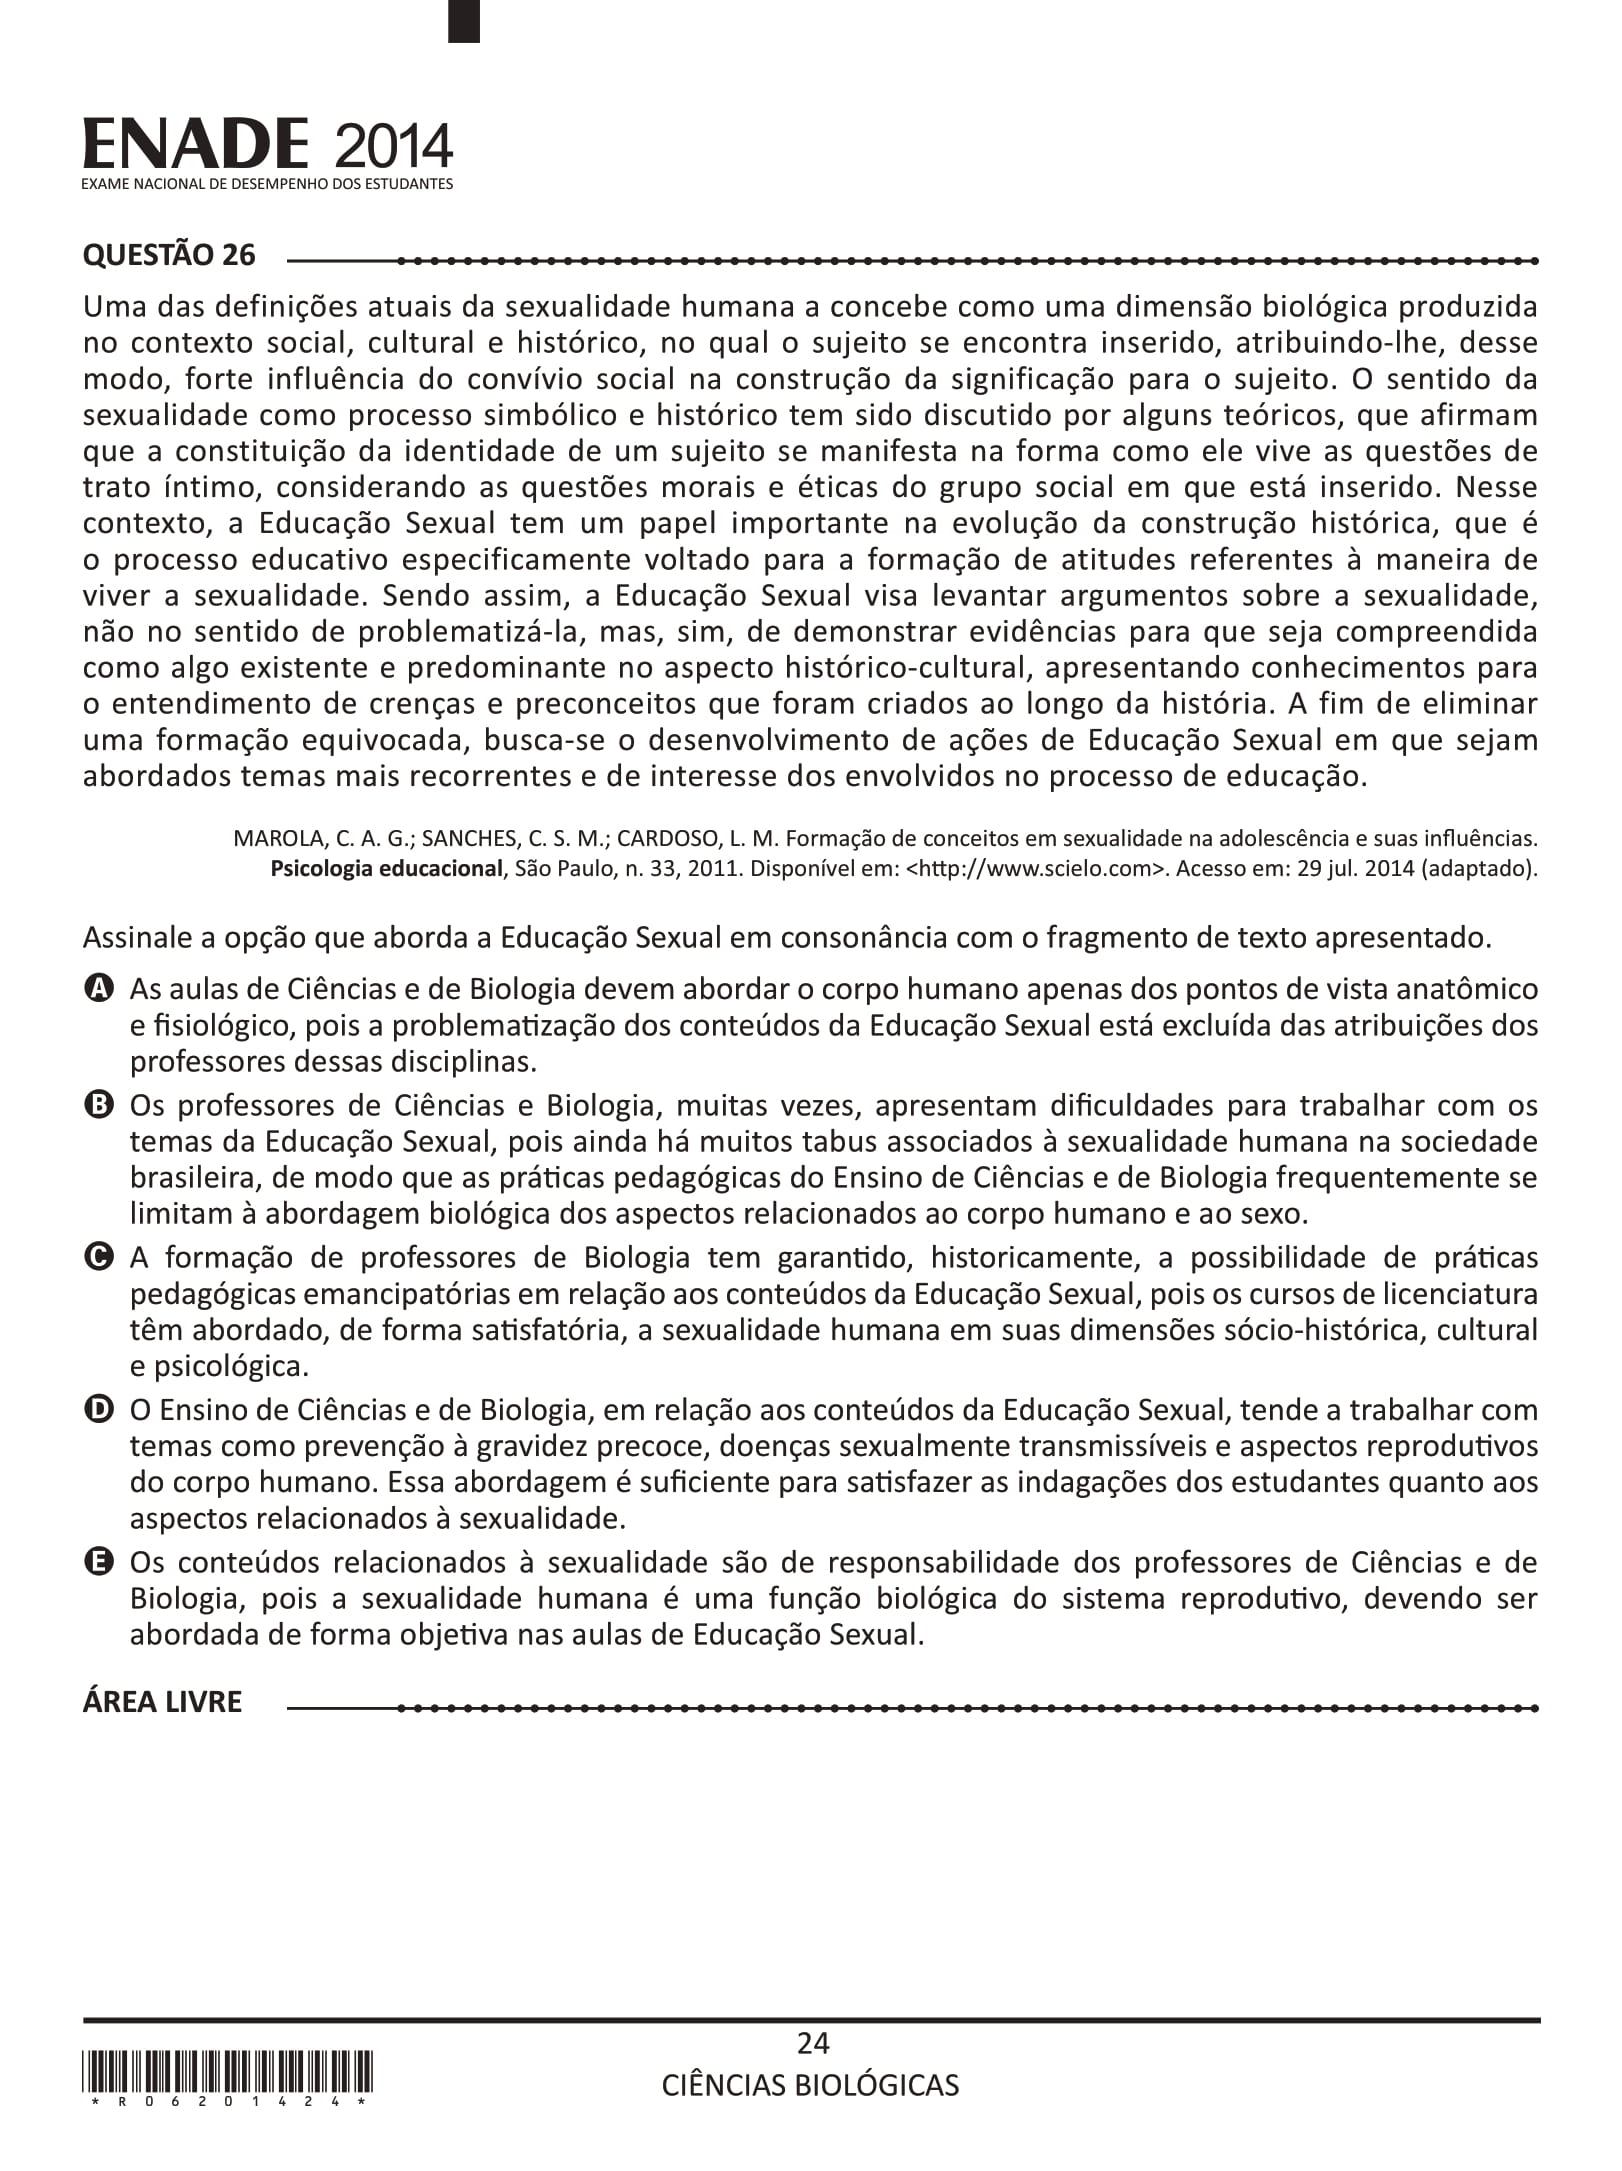 ENADE 2014
EXAME NACIONAL DE DESEMPENHO DOS ESTUDANTES
QUESTÃO 26
Uma das definições atuais da sexualidade humana a concebe como uma dimensão biológica produzida
no contexto social, cultural e histórico, no qual o sujeito se encontra inserido, atribuindo-lhe, desse
modo, forte influência do convívio social na construção da significação para o sujeito. O sentido da
sexualidade como processo simbólico e histórico tem sido discutido por alguns teóricos, que afirmam
que a constituição da identidade de um sujeito se manifesta na forma como ele vive as questões de
trato íntimo, considerando as questões morais e éticas do grupo social em que está inserido. Nesse
contexto, a Educação Sexual tem um papel importante na evolução da construção histórica, que é
o processo educativo especificamente voltado para a formação de atitudes referentes à maneira de
viver a sexualidade. Sendo assim, a Educação Sexual visa levantar argumentos sobre a sexualidade,
não no sentido de problematizá-la, mas, sim, de demonstrar evidências para que seja compreendida
como algo existente e predominante no aspecto histórico-cultural, apresentando conhecimentos para
o entendimento de crenças e preconceitos que foram criados ao longo da história. A fim de eliminar
uma formação equivocada, busca-se o desenvolvimento de ações de Educação Sexual em que sejam
abordados temas mais recorrentes e de interesse dos envolvidos no processo de educação.
MAROLA, C. A. G.; SANCHES, C. S. M.; CARDOSO, L. M. Formação de conceitos em sexualidade na adolescência e suas influências.
Psicologia educacional, São Paulo, n. 33, 2011. Disponível em: <http://www.scielo.com>. Acesso em: 29 jul. 2014 (adaptado).
Assinale a opção que aborda a Educação Sexual em consonância com o fragmento de texto apresentado.
A As aulas de Ciências e de Biologia devem abordar o corpo humano apenas dos pontos de vista anatômico
e fisiológico, pois a problematização dos conteúdos da Educação Sexual está excluída das atribuições dos
professores dessas disciplinas.
B Os professores de Ciências e Biologia, muitas vezes, apresentam dificuldades para trabalhar com os
temas da Educação Sexual, pois ainda há muitos tabus associados à sexualidade humana na sociedade
brasileira, de modo que as práticas pedagógicas do Ensino de Ciências e de Biologia frequentemente se
limitam à abordagem biológica dos aspectos relacionados ao corpo humano e ao sexo.
C A formação de professores de Biologia tem garantido, historicamente, a possibilidade de práticas
pedagógicas emancipatórias em relação aos conteúdos da Educação Sexual, pois os cursos de licenciatura
têm abordado, de forma satisfatória, a sexualidade humana em suas dimensões sócio-histórica, cultural
e psicológica.
D O Ensino de Ciências e de Biologia, em relação aos conteúdos da Educação Sexual, tende a trabalhar com
temas como prevenção à gravidez precoce, doenças sexualmente transmissíveis e aspectos reprodutivos
do corpo humano. Essa abordagem é suficiente para satisfazer as indagações dos estudantes quanto aos
aspectos relacionados à sexualidade.
E Os conteúdos relacionados à sexualidade são de responsabilidade dos professores de Ciências e de
Biologia, pois a sexualidade humana é uma função biológica do sistema reprodutivo, devendo ser
abordada de forma objetiva nas aulas de Educação Sexual.
ÁREA LIVRE
24
CIÊNCIAS BIOLÓGICAS
* R 0 6 2 0 1 4 2 4 *